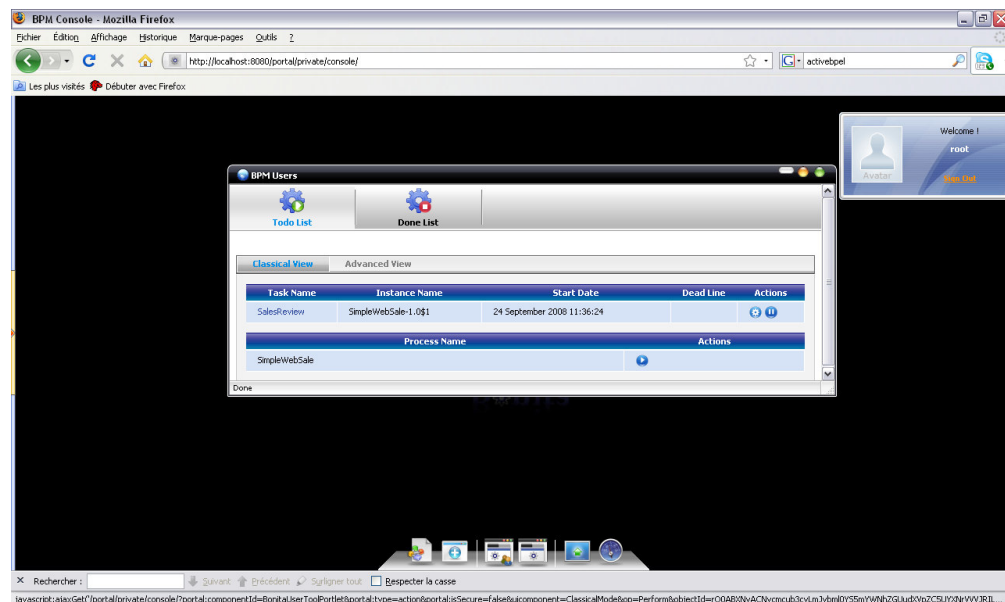 BPM Console - Mozilla Firefox
Fichier Édition Affichage Historique Marque-pages Outils ?
http://localhost:8080/portal/private/console/ G activebpel
Les plus visités Débuter avec Firefox
Welcome !
root
Avatar
Sign Out
BPM Users
Todo List Done List
Classical View Advanced View
Task Name Instance Name Start Date Dead Line Actions
SalesReview SimpleWebSale-1.0$1 24 September 2008 11:36:24
Process Name Actions
SimpleWebSale
Done
Rechercher : Suivant Précédent Surligner tout Respecter la casse